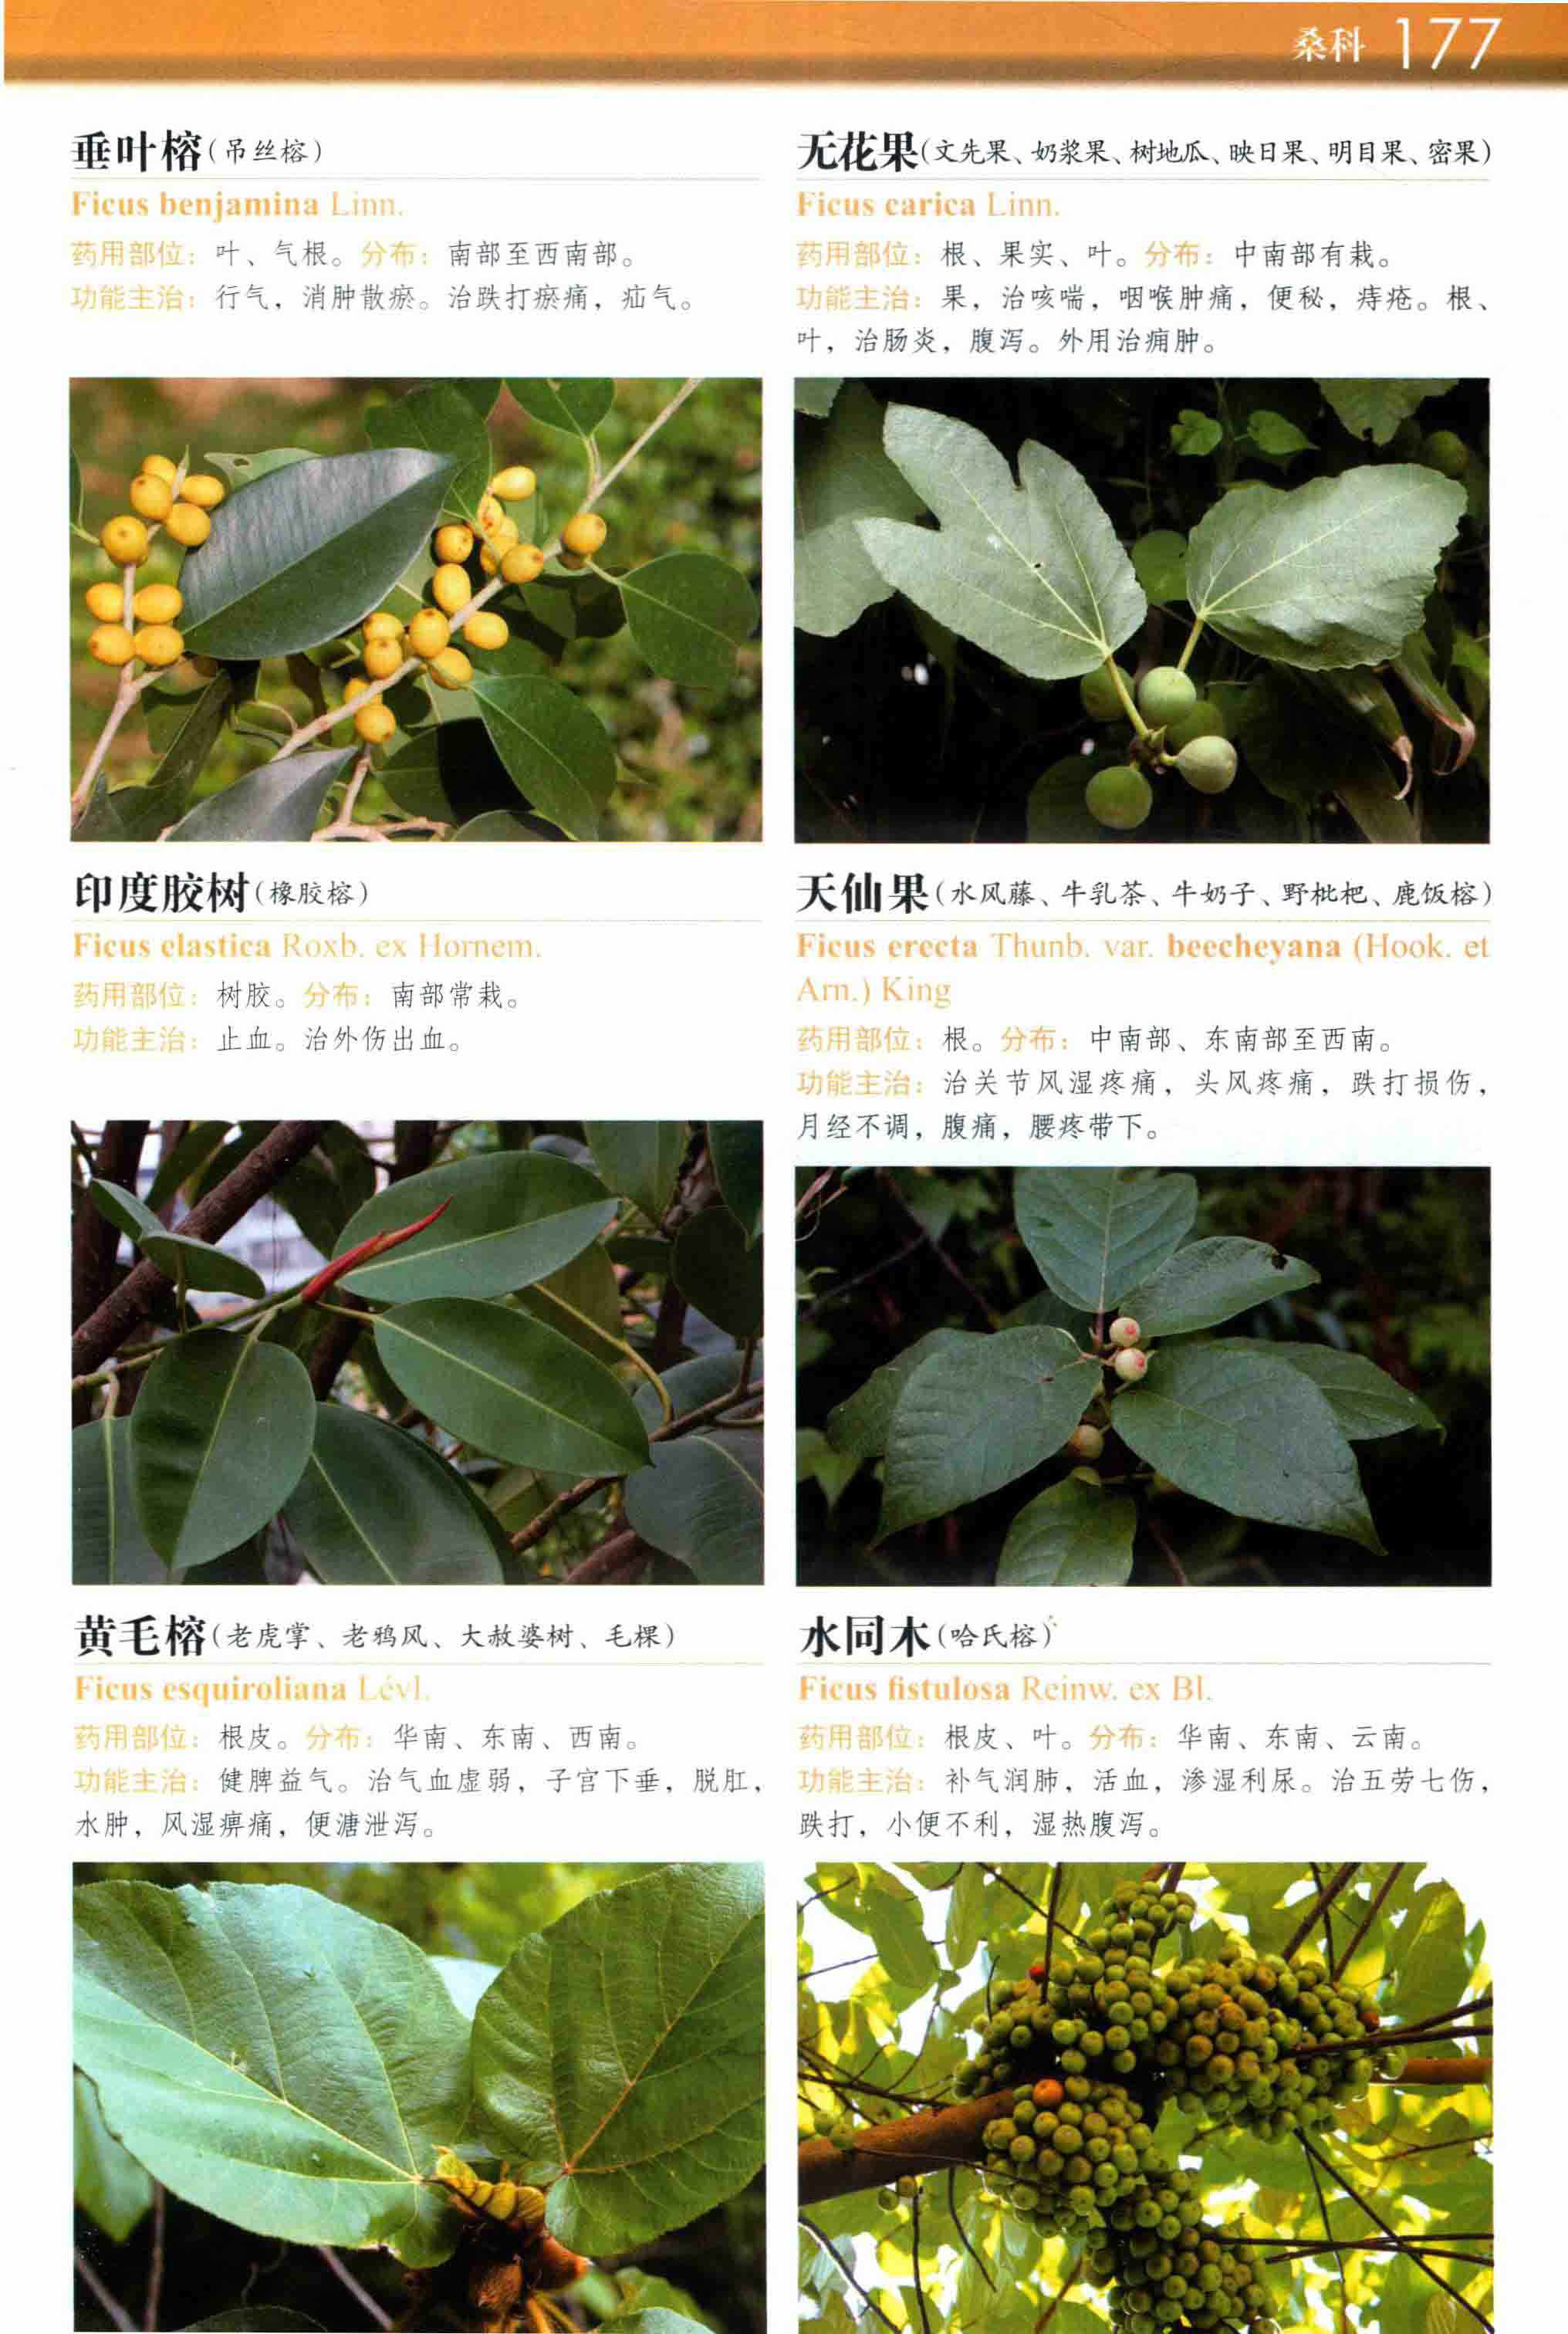 桑科 177
垂叶榕(吊丝榕)
Ficus benjamina Linn.
药用部位：叶、气根。分布：南部至西南部。
功能主治：行气，消肿散瘀。治跌打瘀痛，疝气。
无花果(文先果、奶浆果、树地瓜、映日果、明目果、密果)
Ficus carica Linn.
药用部位：根、果实、叶。分布：中南部有栽。
功能主治：果，治咳喘，咽喉肿痛，便秘，痔疮。根、
叶，治肠炎，腹泻。外用治痈肿。
印度胶树(橡胶榕)
Ficus elastica Roxb. ex Hornem.
药用部位：树胶。分布：南部常栽。
功能主治：止血。治外伤出血。
天仙果(水风藤、牛乳茶、牛奶子、野枇杷、鹿饭榕)
Ficus erecta Thunb. var. beecheyana (Hook. et
Arn.) King
药用部位：根。分布：中南部、东南部至西南。
功能主治：治关节风湿疼痛，头风疼痛，跌打损伤，
月经不调，腹痛，腰疼带下。
黄毛榕(老虎掌、老鸦风、大赦婆树、毛棵)
Ficus esquiroliana Lévl.
药用部位：根皮。分布：华南、东南、西南。
功能主治：健脾益气。治气血虚弱，子宫下垂，脱肛，
水肿，风湿痹痛，便溏泄泻。
水同木(哈氏榕)
Ficus fistulosa Reinw. ex Bl.
药用部位：根皮、叶。分布：华南、东南、云南。
功能主治：补气润肺，活血，渗湿利尿。治五劳七伤，
跌打，小便不利，湿热腹泻。